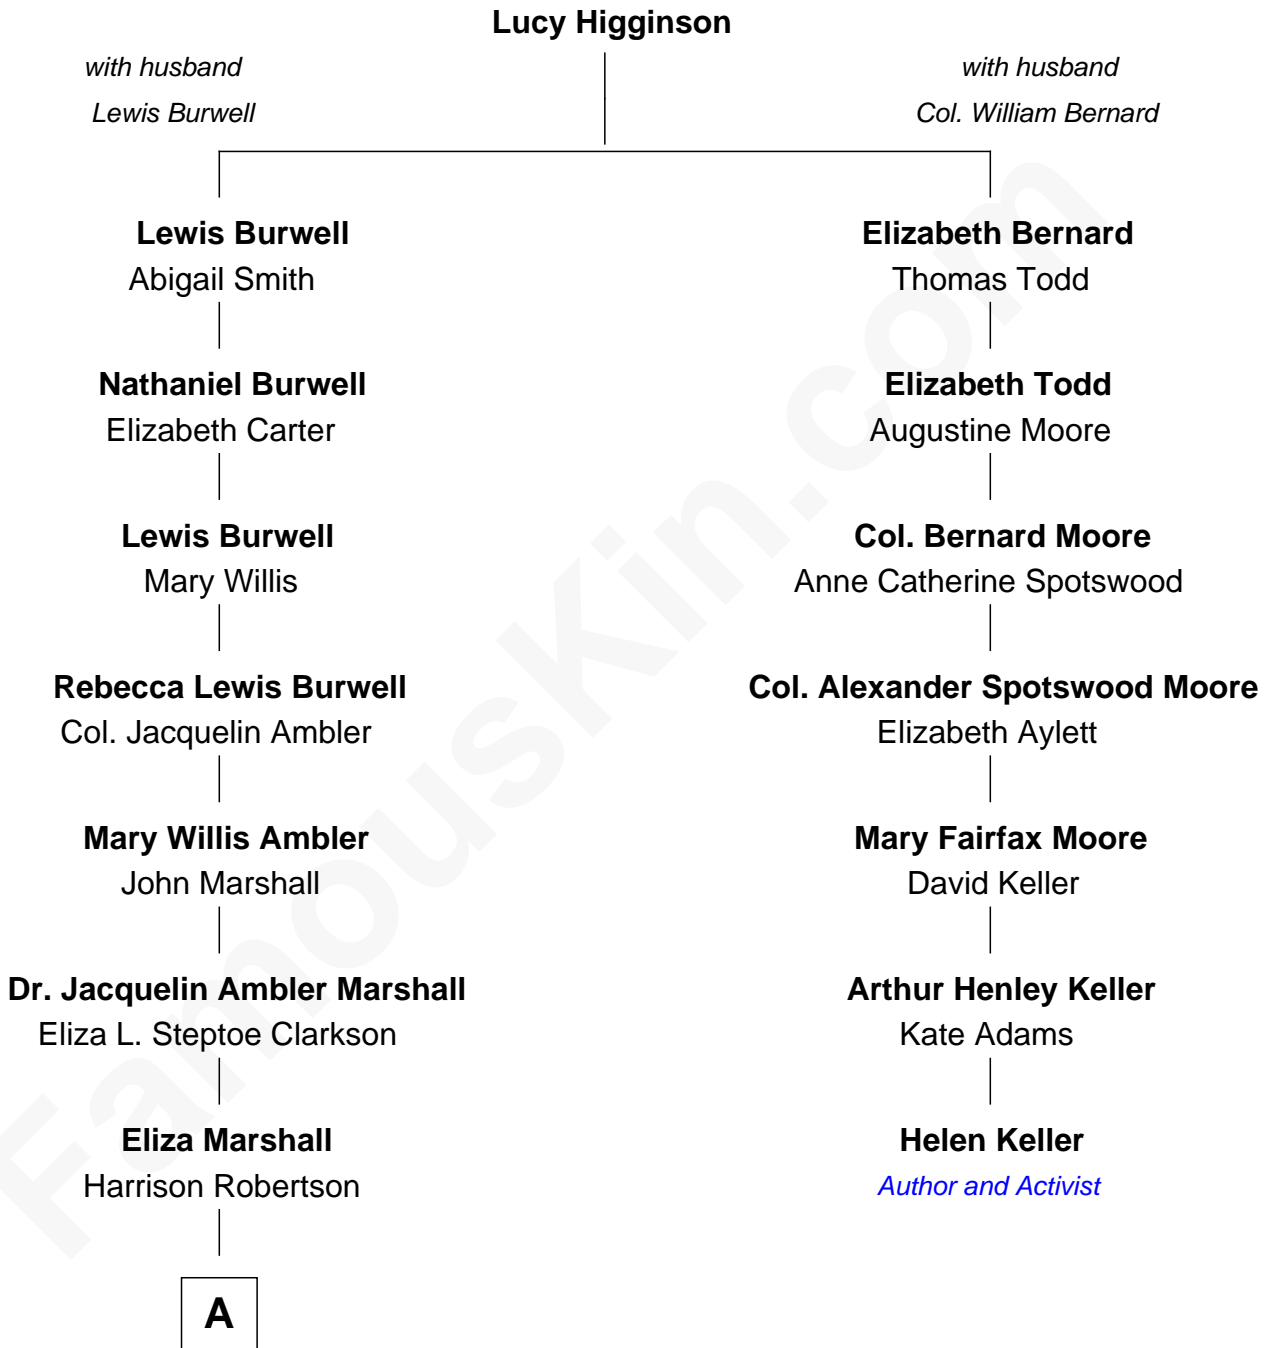 Lucy Higginson
with husband
Lewis Burwell
with husband
Col. William Bernard
Lewis Burwell
Abigail Smith
Elizabeth Bernard
Thomas Todd
Nathaniel Burwell
Elizabeth Carter
Elizabeth Todd
Augustine Moore
Lewis Burwell
Mary Willis
Col. Bernard Moore
Anne Catherine Spotswood
Rebecca Lewis Burwell
Col. Jacquelin Ambler
Col. Alexander Spotswood Moore
Elizabeth Aylett
Mary Willis Ambler
John Marshall
Mary Fairfax Moore
David Keller
Dr. Jacquelin Ambler Marshall
Eliza L. Steptoe Clarkson
Arthur Henley Keller
Kate Adams
Eliza Marshall
Harrison Robertson
Helen Keller
Author and Activist
A
FamousKin.com